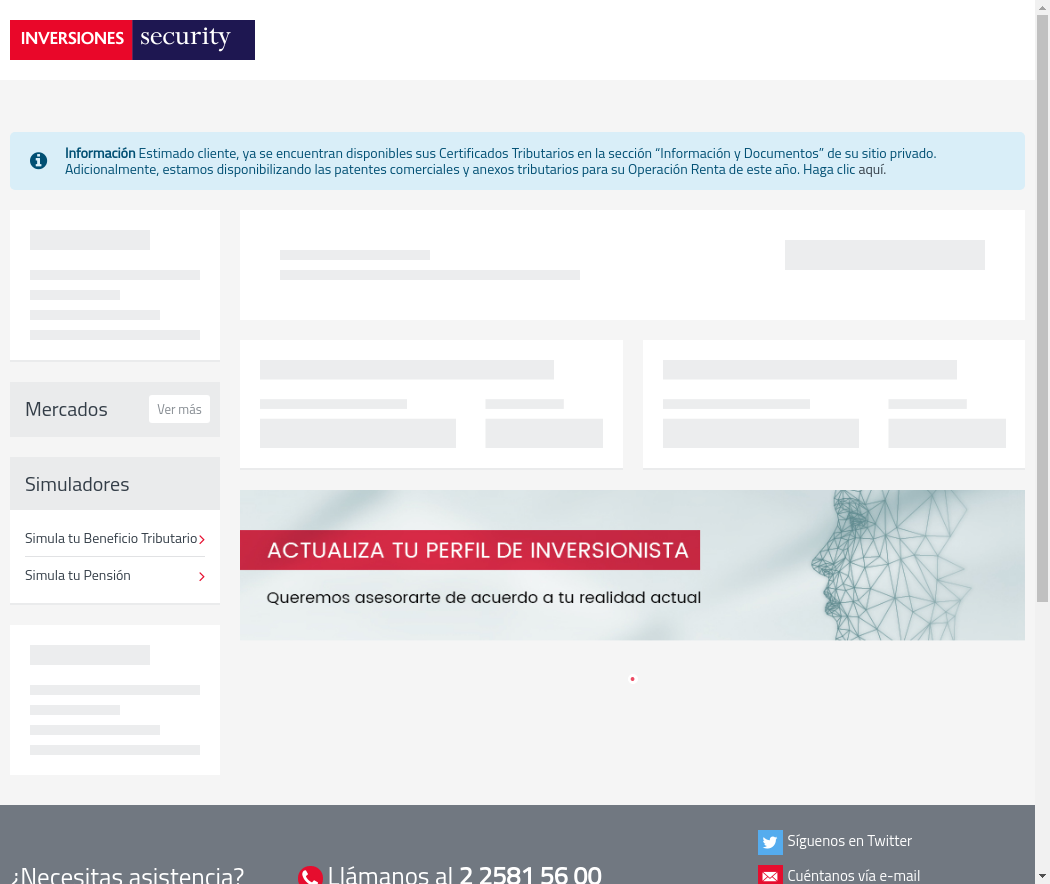 INVERSIONES security
Información Estimado cliente, ya se encuentran disponibles sus Certificados Tributarios en la sección “Información y Documentos” de su sitio privado.
Adicionalmente, estamos disponibilizando las patentes comerciales y anexos tributarios para su Operación Renta de este año. Haga clic aquí.
Mercados
Ver más
Simuladores
Simula tu Beneficio Tributario
Simula tu Pensión
ACTUALIZA TU PERFIL DE INVERSIONISTA
Queremos asesorarte de acuerdo a tu realidad actual
¿Necesitas asistencia?
Llámanos al 2 2581 56 00
Síguenos en Twitter
Cuéntanos vía e-mail